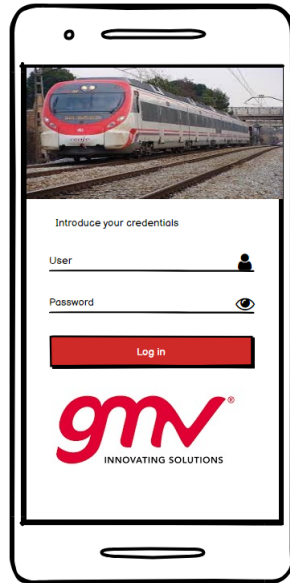 Introduce your credentials
User
Password
Log in
gmv®
INNOVATING SOLUTIONS